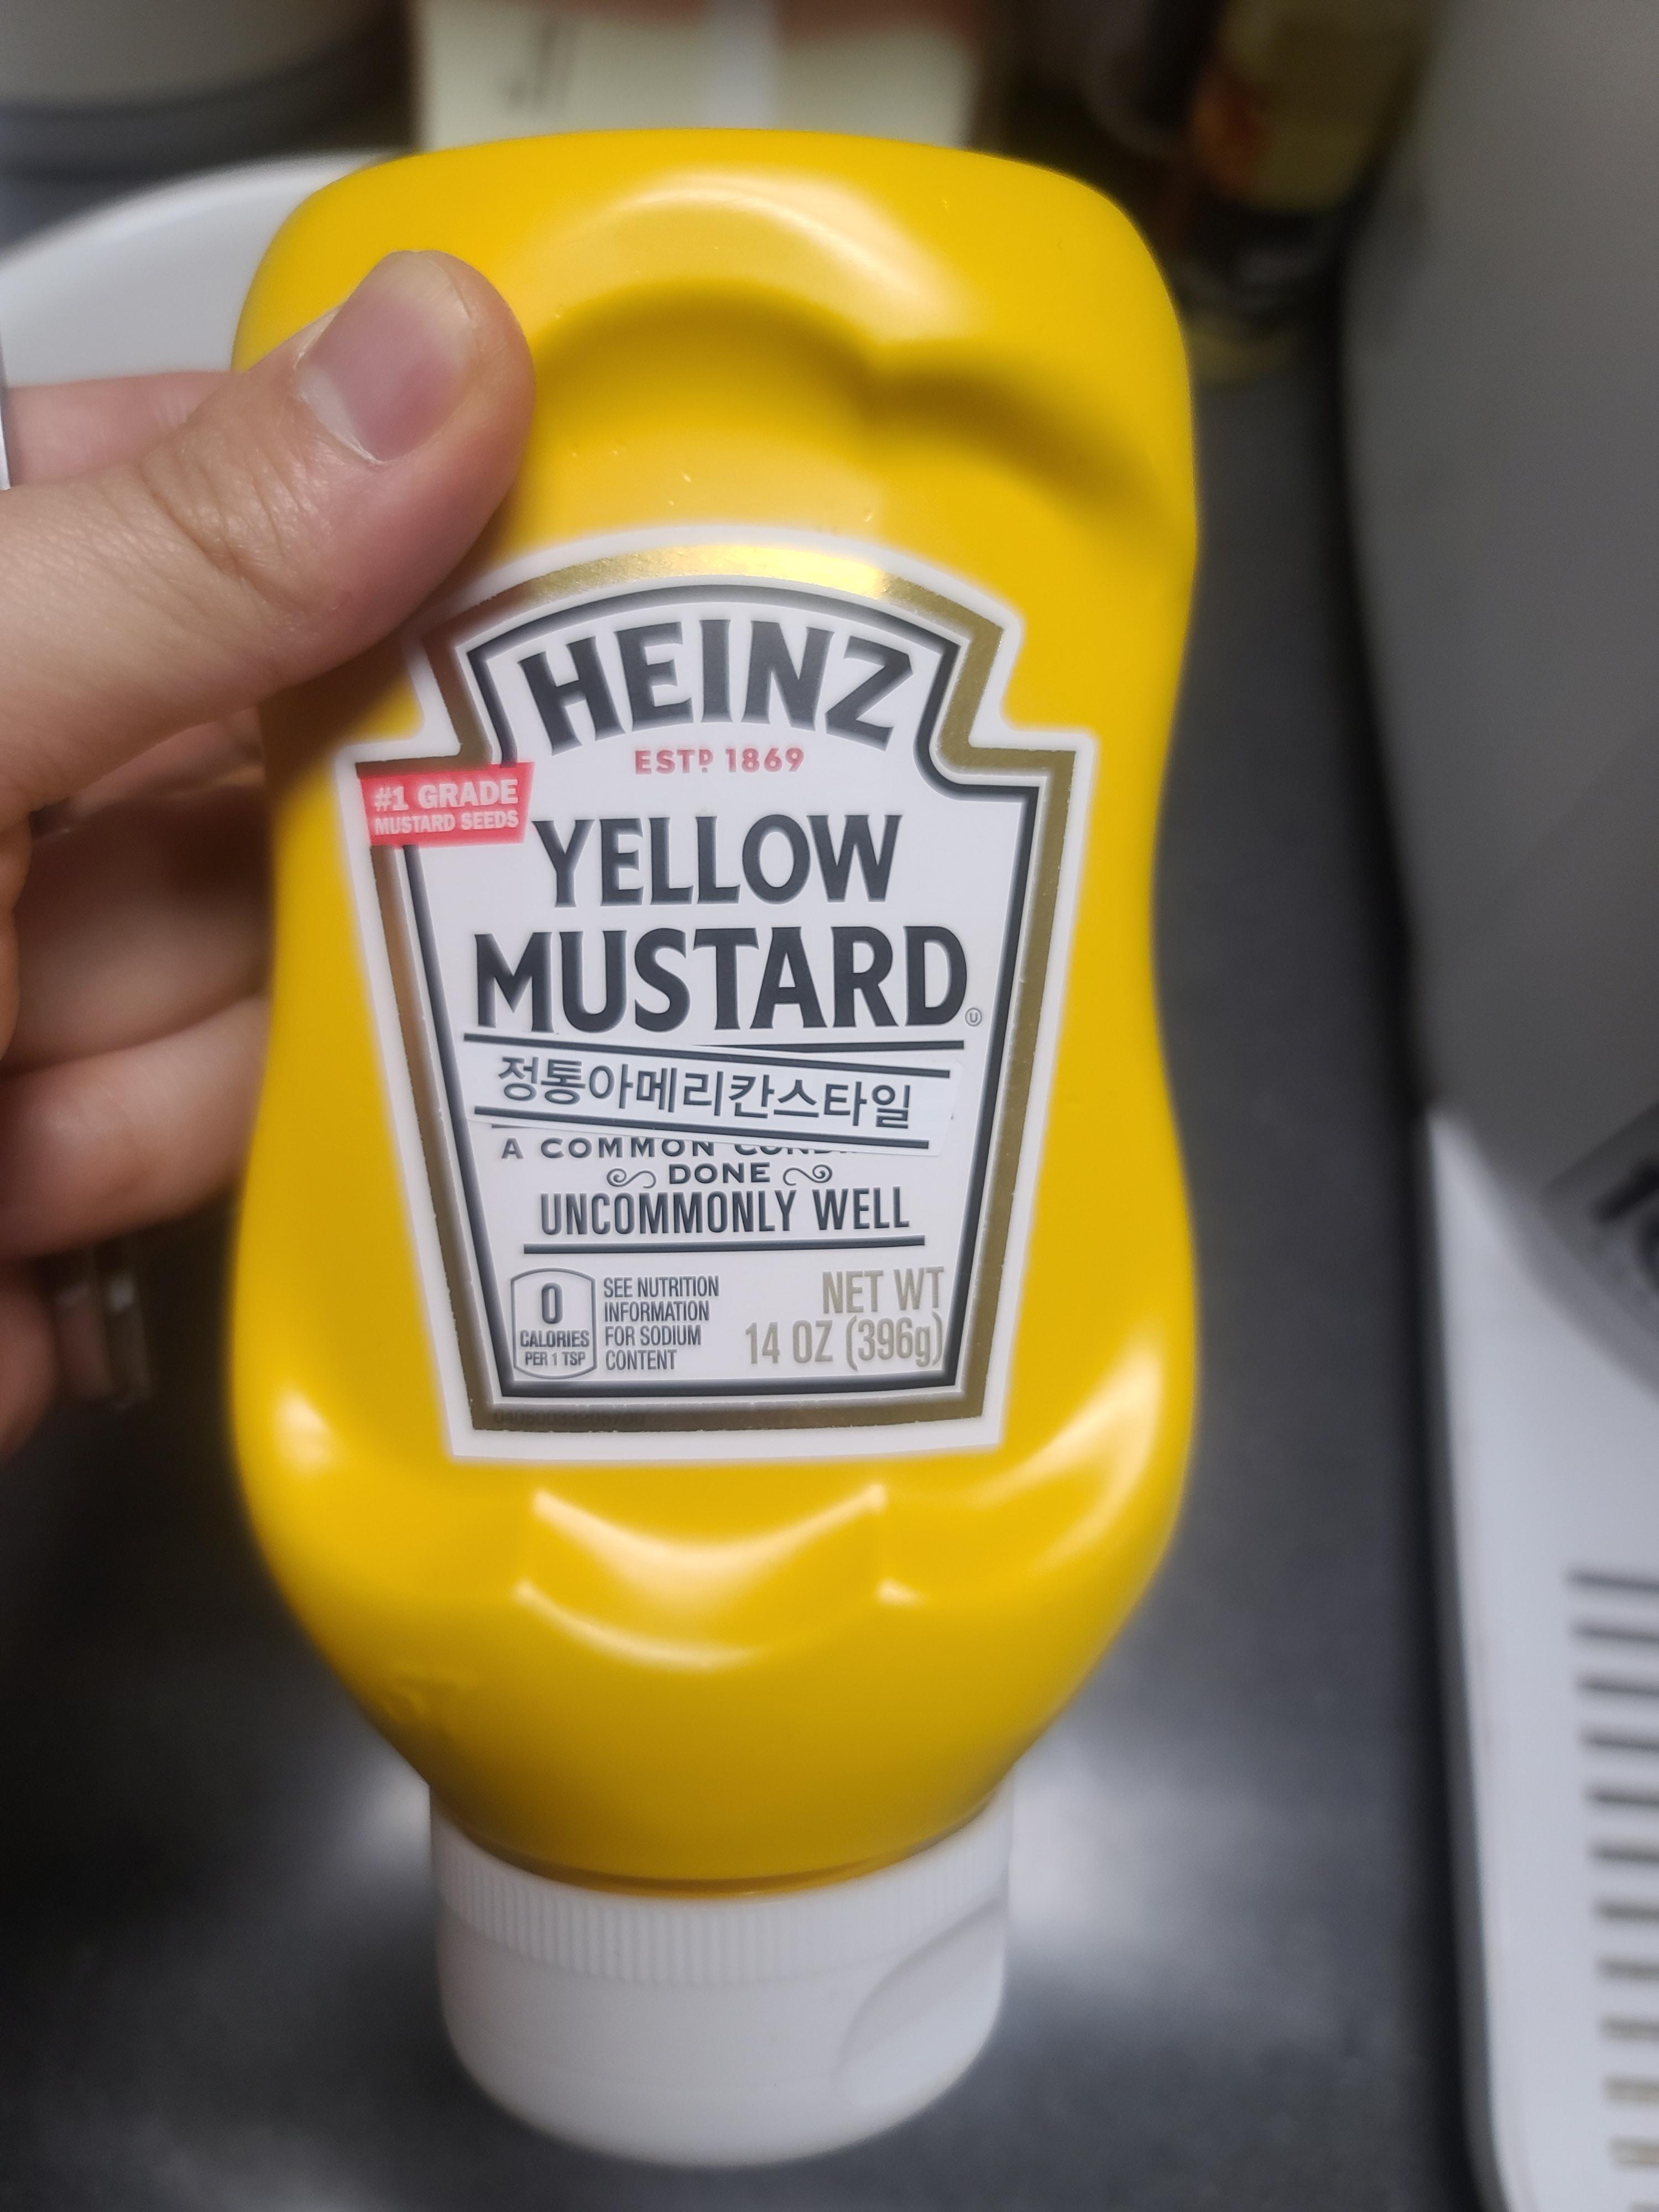 HEINZ
ESTD 1869
#1 GRADE
MUSTARD SEEDS
YELLOW
MUSTARD
정통아메리칸스타일
A COMMON
DONE
UNCOMMONLY WELL
0
CALORIES
PER 1 TSP
SEE NUTRITION
INFORMATION
FOR SODIUM
CONTENT
NET WT
14 OZ (396g)